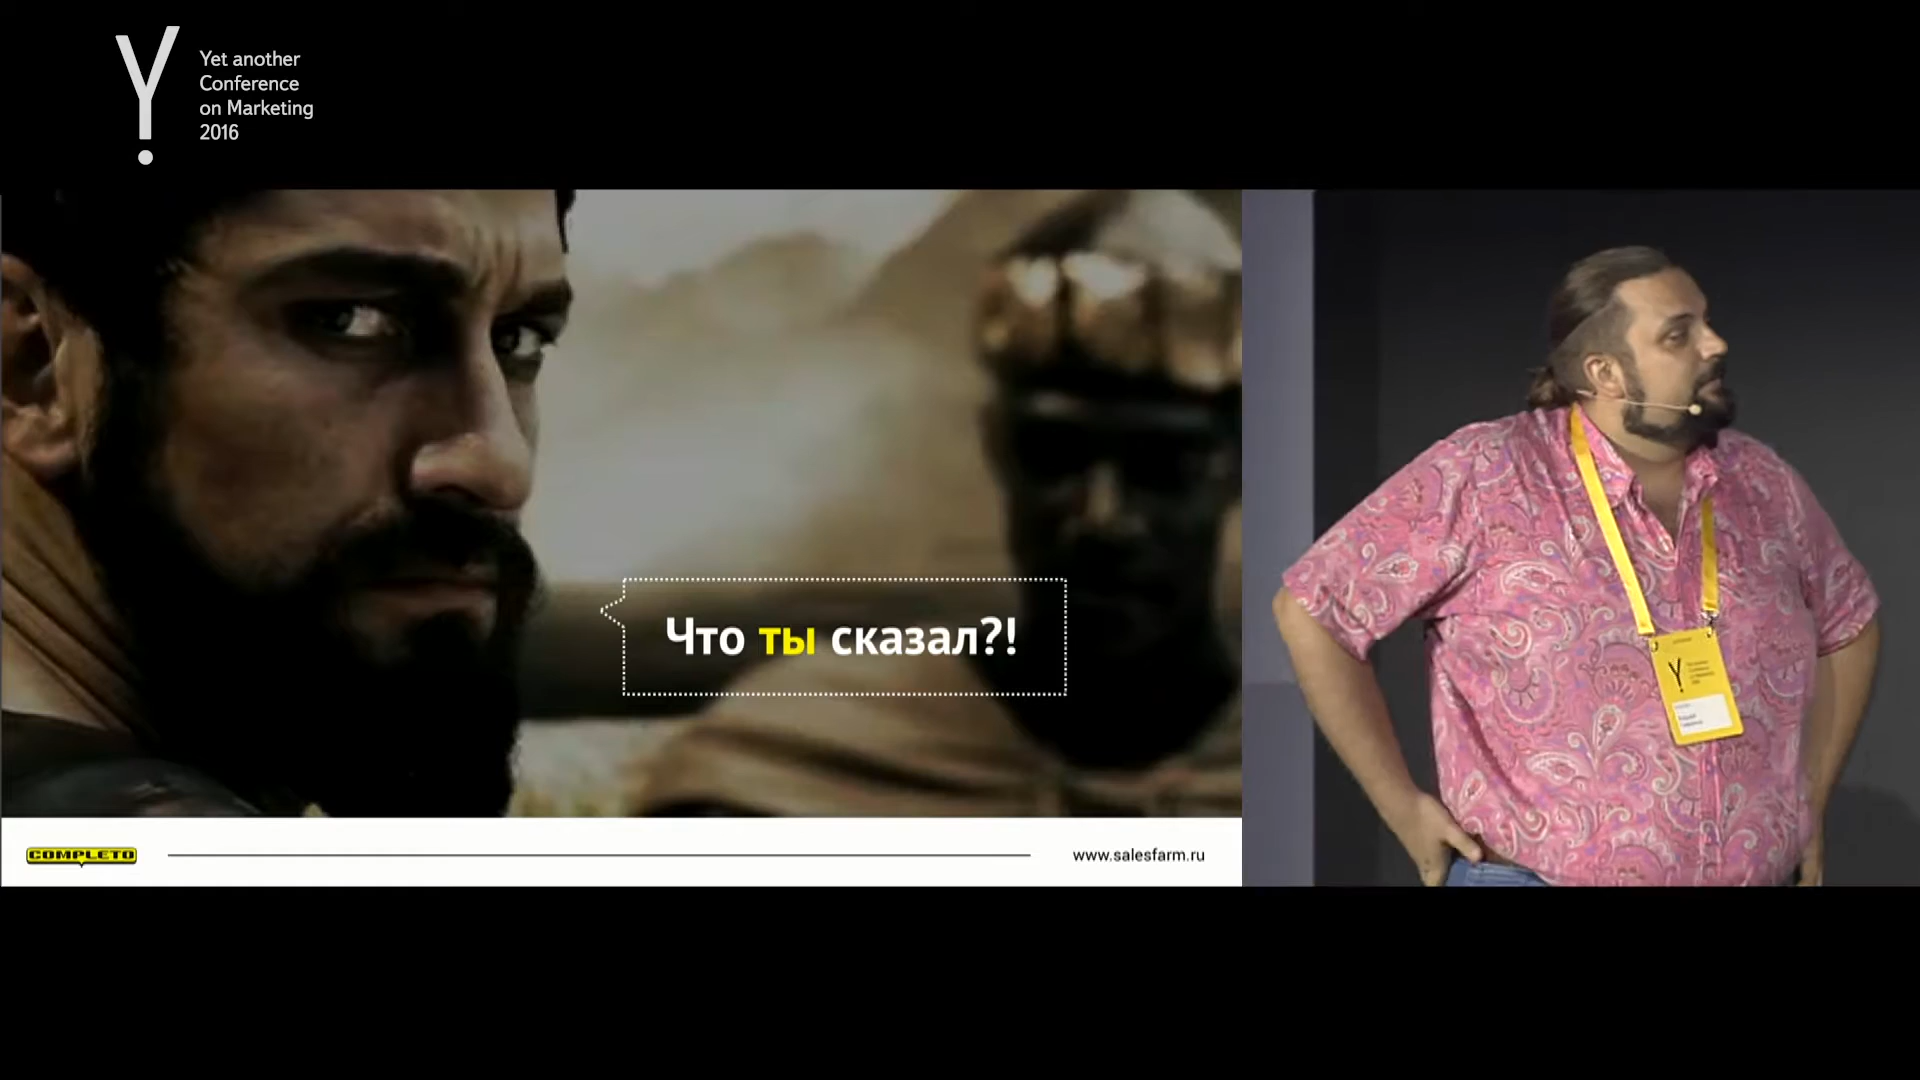 Yet another
Conference
on Marketing
2016
Что ты сказал?!
COMPLETO
www.salesfarm.ru